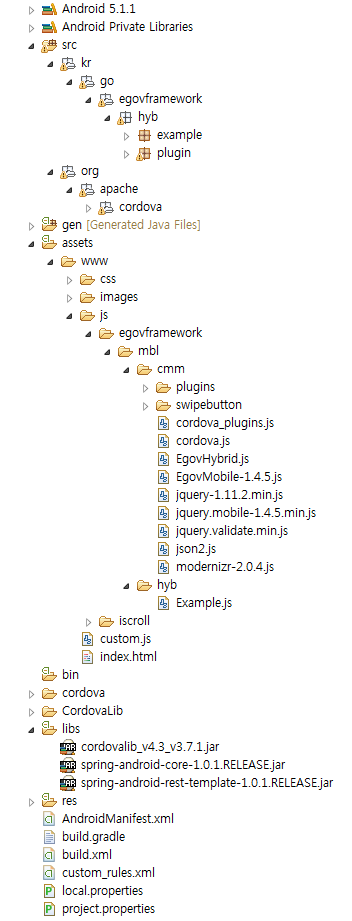 Android 5.1.1
Android Private Libraries
src
kr
go
egovframework
hyb
example
plugin
org
apache
cordova
gen [Generated Java Files]
assets
www
css
images
js
egovframework
mbl
cmm
plugins
swipebutton
cordova_plugins.js
cordova.js
EgovHybrid.js
EgovMobile-1.4.5.js
jquery-1.11.2.min.js
jquery.mobile-1.4.5.min.js
jquery.validate.min.js
json2.js
modernizr-2.0.4.js
hyb
Example.js
iscroll
custom.js
index.html
bin
cordova
CordovaLib
libs
cordovalib_v4.3_v3.7.1.jar
spring-android-core-1.0.1.RELEASE.jar
spring-android-rest-template-1.0.1.RELEASE.jar
res
AndroidManifest.xml
build.gradle
build.xml
custom_rules.xml
local.properties
project.properties